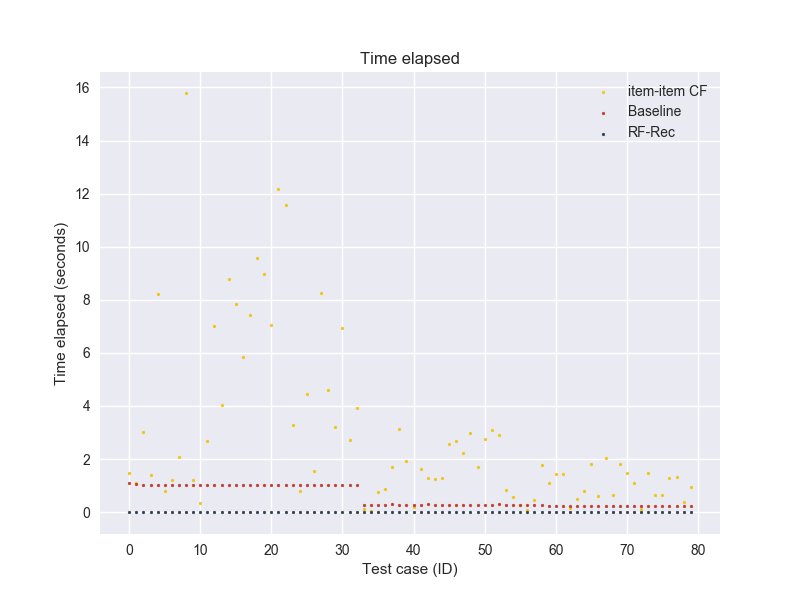 Time elapsed
item-item CF
Baseline
RF-Rec
16
14
12
10
8
6
4
2
0
Time elapsed (seconds)
0 10 20 30 40 50 60 70 80
Test case (ID)